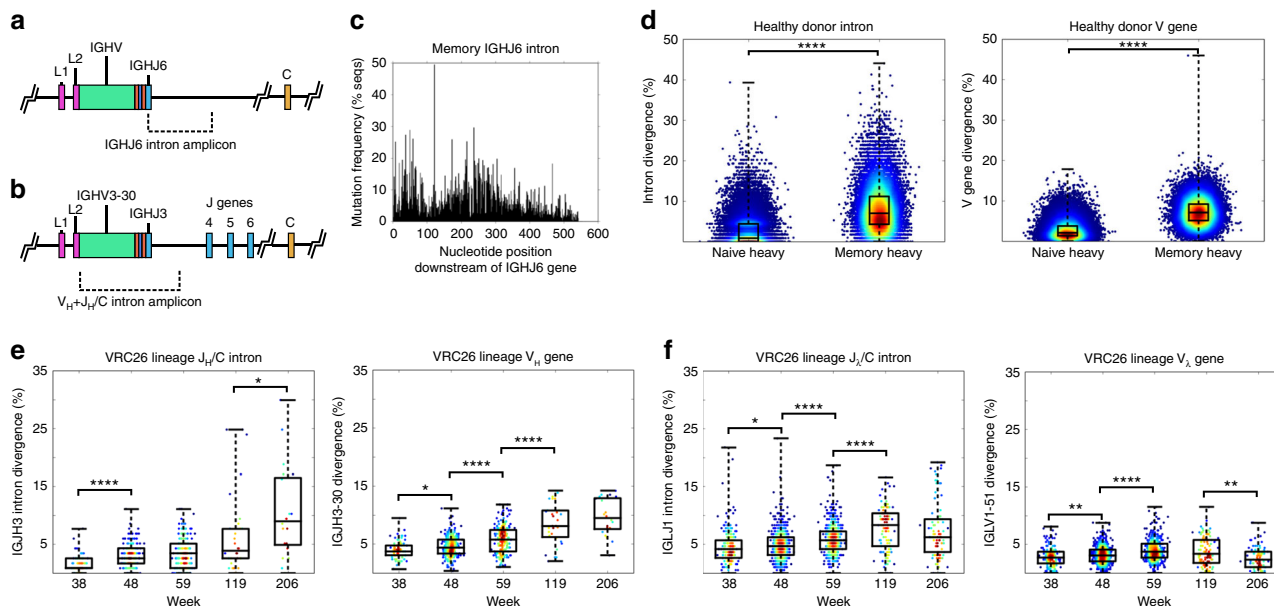 a
L1
L2
IGHV
IGHJ6
C
IGHJ6 intron amplicon
b
L1
L2
IGHV3-30
IGHJ3
J genes
4 5 6
C
VH+JH/C intron amplicon
c
Memory IGHJ6 intron
Mutation frequency (% seqs)
50
40
30
20
10
0
0 100 200 300 400 500 600
Nucleotide position
downstream of IGHJ6 gene
d
Healthy donor intron
Intron divergence (%)
50
40
30
20
10
****
Naive heavy Memory heavy
Healthy donor V gene
V gene divergence (%)
50
40
30
20
10
****
Naive heavy Memory heavy
e
VRC26 lineage JH/C intron
IGJH3 intron divergence (%)
35
25
15
5
****
*
38 48 59 119 206
Week
VRC26 lineage VH gene
IGJH3-30 divergence (%)
35
25
15
5
*
****
****
38 48 59 119 206
Week
f
VRC26 lineage Jλ/C intron
IGLJ1 intron divergence (%)
35
25
15
5
*
****
****
38 48 59 119 206
Week
VRC26 lineage Vλ gene
IGLV1-51 divergence (%)
35
25
15
5
**
****
**
38 48 59 119 206
Week